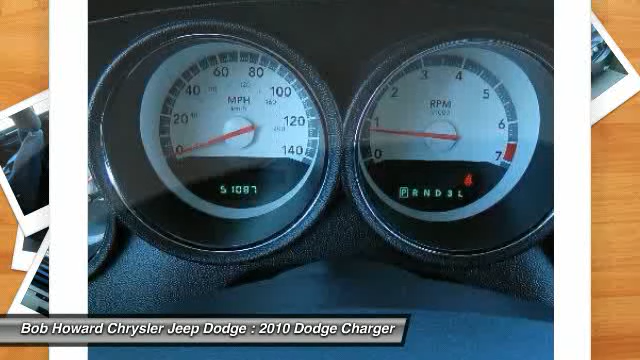 0 20 40 60 80 100 120 140
MPH
51087
0 1 2 3 4 5 6 7
RPM
P R N D 3 L
Bob Howard Chrysler Jeep Dodge : 2010 Dodge Charger